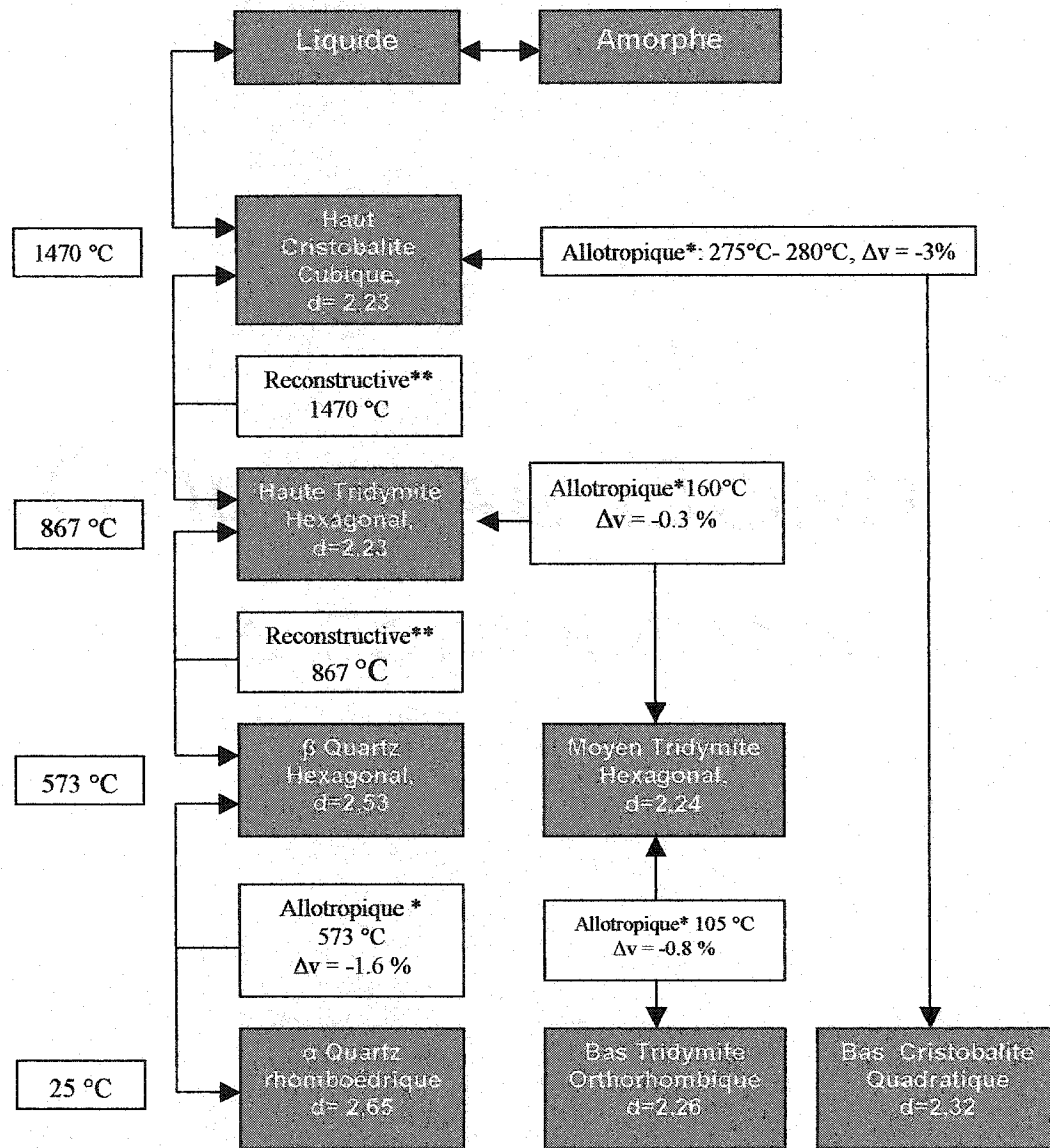 Liquide
Amorphe
1470 °C
Haut
Cristobalite
Cubique,
d= 2,23
Allotropique*: 275°C- 280°C, Δv = -3%
Reconstructive**
1470 °C
867 °C
Haute Tridymite
Hexagonal,
d=2,23
Allotropique*160°C
Δv = -0.3 %
Reconstructive**
867 °C
573 °C
β Quartz
Hexagonal,
d=2,53
Moyen Tridymite
Hexagonal,
d=2,24
Allotropique *
573 °C
Δv = -1.6 %
Allotropique* 105 °C
Δv = -0.8 %
25 °C
α Quartz
rhomboédrique
d= 2,65
Bas Tridymite
Orthorhombique
d=2,26
Bas Cristobalite
Quadratique
d=2,32